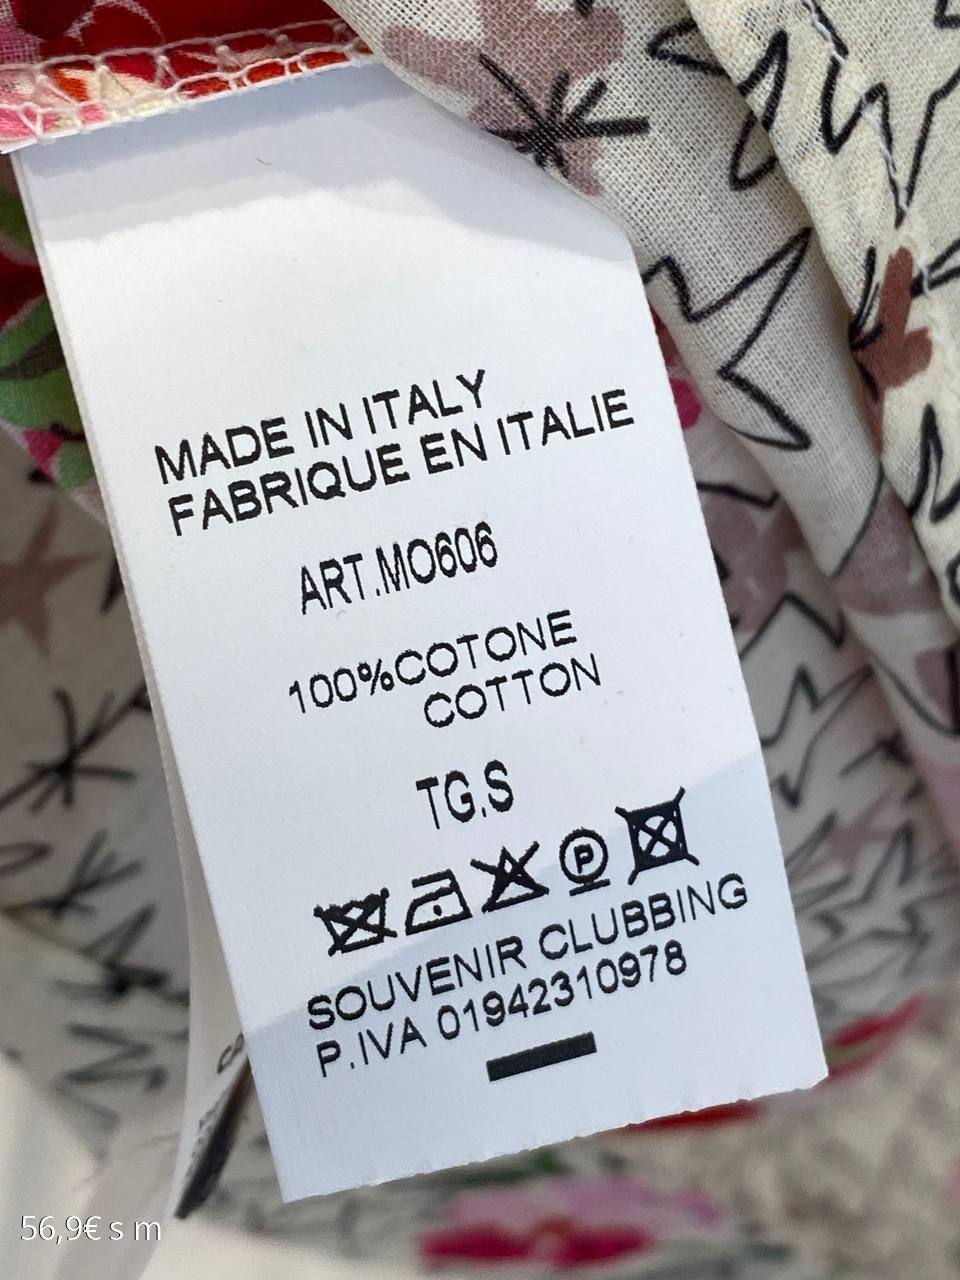 MADE IN ITALY
FABRIQUE EN ITALIE
ART.MO606
100%COTONE
COTTON
TG.S
P
SOUVENIR CLUBBING
P.IVA 01942310978
56,9€ s m